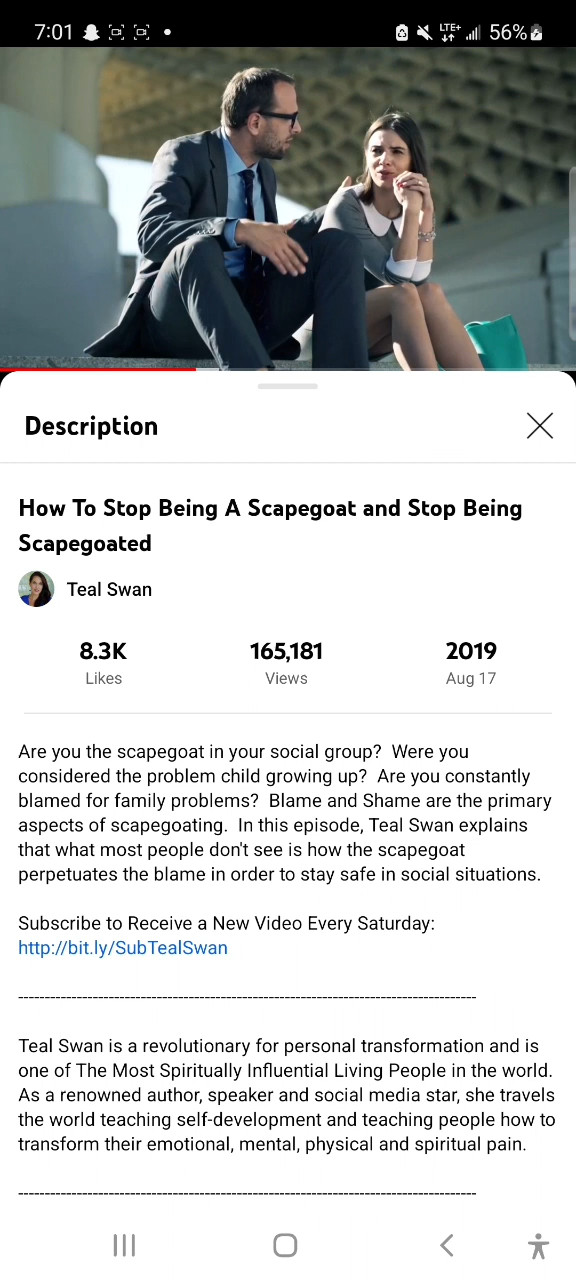 7:01
LTE+
56%
Description
How To Stop Being A Scapegoat and Stop Being
Scapegoated
Teal Swan
8.3K
165,181
2019
Likes
Views
Aug 17
Are you the scapegoat in your social group?  Were you
considered the problem child growing up?  Are you constantly
blamed for family problems?  Blame and Shame are the primary
aspects of scapegoating.  In this episode, Teal Swan explains
that what most people don't see is how the scapegoat
perpetuates the blame in order to stay safe in social situations.
Subscribe to Receive a New Video Every Saturday:
http://bit.ly/SubTealSwan
Teal Swan is a revolutionary for personal transformation and is
one of The Most Spiritually Influential Living People in the world.
As a renowned author, speaker and social media star, she travels
the world teaching self-development and teaching people how to
transform their emotional, mental, physical and spiritual pain.